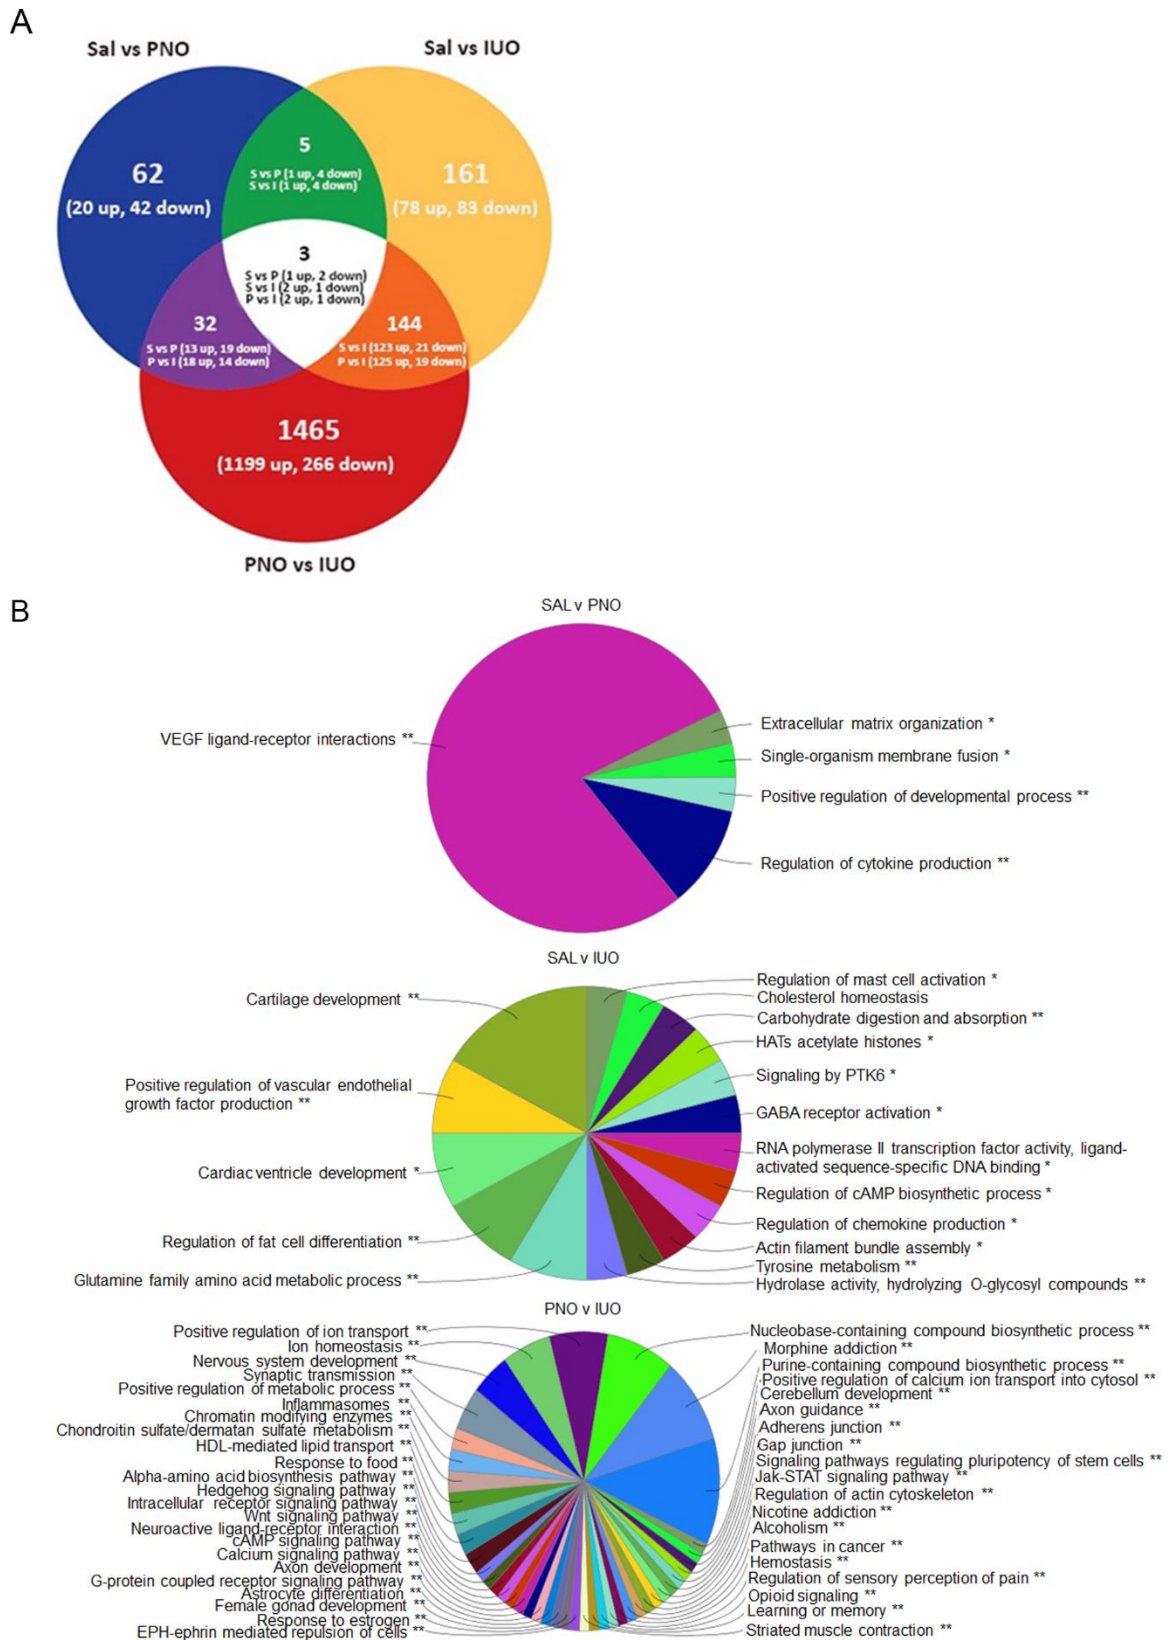 A
Sal vs PNO
Sal vs IUO
5
S vs P (1 up, 4 down)
S vs I (1 up, 4 down)
62
(20 up, 42 down)
161
(78 up, 83 down)
3
S vs P (1 up, 2 down)
S vs I (2 up, 1 down)
P vs I (2 up, 1 down)
32
S vs P (13 up, 19 down)
P vs I (18 up, 14 down)
144
S vs I (123 up, 21 down)
P vs I (125 up, 19 down)
1465
(1199 up, 266 down)
PNO vs IUO
B
SAL v PNO
VEGF ligand-receptor interactions **
Extracellular matrix organization *
Single-organism membrane fusion *
Positive regulation of developmental process **
Regulation of cytokine production **
SAL v IUO
Cartilage development **
Positive regulation of vascular endothelial
growth factor production **
Cardiac ventricle development *
Regulation of fat cell differentiation **
Glutamine family amino acid metabolic process **
Regulation of mast cell activation *
Cholesterol homeostasis
Carbohydrate digestion and absorption **
HATs acetylate histones *
Signaling by PTK6 *
GABA receptor activation *
RNA polymerase II transcription factor activity, ligand-
activated sequence-specific DNA binding *
Regulation of cAMP biosynthetic process *
Regulation of chemokine production *
Actin filament bundle assembly *
Tyrosine metabolism **
Hydrolase activity, hydrolyzing O-glycosyl compounds **
PNO v IUO
Positive regulation of ion transport **
Ion homeostasis **
Nervous system development **
Synaptic transmission **
Positive regulation of metabolic process **
Inflammasomes **
Chromatin modifying enzymes **
Chondroitin sulfate/dermatan sulfate metabolism **
HDL-mediated lipid transport **
Response to food **
Alpha-amino acid biosynthesis pathway **
Hedgehog signaling pathway **
Intracellular receptor signaling pathway **
Wnt signaling pathway **
Neuroactive ligand-receptor interaction **
cAMP signaling pathway **
Calcium signaling pathway **
Axon development **
G-protein coupled receptor signaling pathway **
Astrocyte differentiation **
Female gonad development **
Response to estrogen **
EPH-ephrin mediated repulsion of cells **
Nucleobase-containing compound biosynthetic process **
Morphine addiction **
Purine-containing compound biosynthetic process **
Positive regulation of calcium ion transport into cytosol **
Cerebellum development **
Axon guidance **
Adherens junction **
Gap junction **
Signaling pathways regulating pluripotency of stem cells **
Jak-STAT signaling pathway **
Regulation of actin cytoskeleton **
Nicotine addiction **
Alcoholism **
Pathways in cancer **
Hemostasis **
Regulation of sensory perception of pain **
Opioid signaling **
Learning or memory **
Striated muscle contraction **